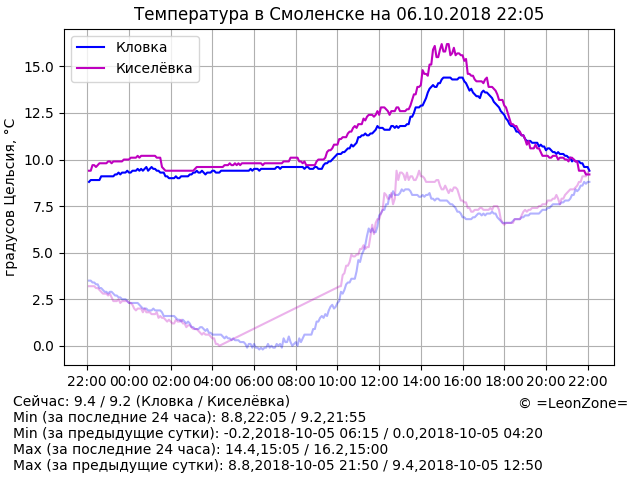 Температура в Смоленске на 06.10.2018 22:05
Кловка
Киселёвка
градусов Цельсия, °C
15.0
12.5
10.0
7.5
5.0
2.5
0.0
22:00 00:00 02:00 04:00 06:00 08:00 10:00 12:00 14:00 16:00 18:00 20:00 22:00
Сейчас: 9.4 / 9.2 (Кловка / Киселёвка)
© =LeonZone=
Min (за последние 24 часа): 8.8,22:05 / 9.2,21:55
Min (за предыдущие сутки): -0.2,2018-10-05 06:15 / 0.0,2018-10-05 04:20
Max (за последние 24 часа): 14.4,15:05 / 16.2,15:00
Max (за предыдущие сутки): 8.8,2018-10-05 21:50 / 9.4,2018-10-05 12:50